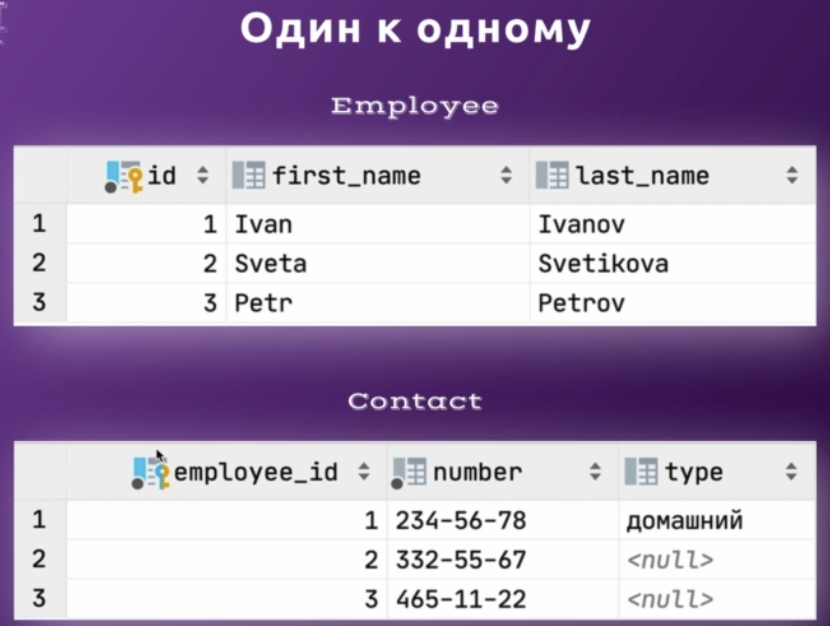 Один к одному
Employee
id first_name last_name
1 1 Ivan Ivanov
2 2 Sveta Svetikova
3 3 Petr Petrov
Contact
employee_id number type
1 1 234-56-78 домашний
2 2 332-55-67 <null>
3 3 465-11-22 <null>